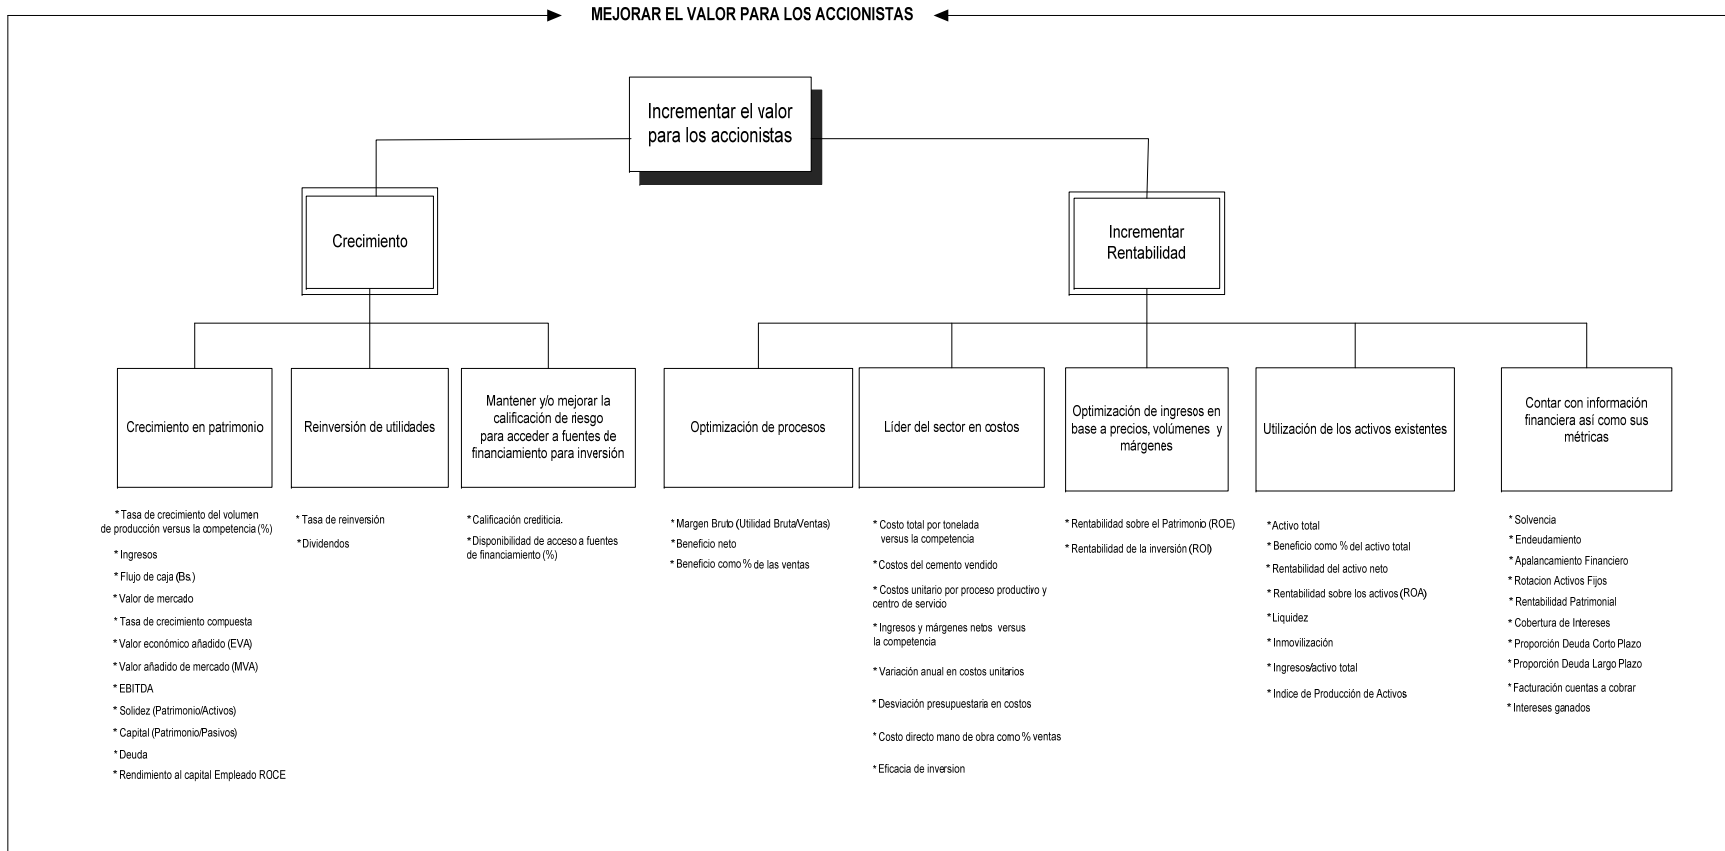 MEJORAR EL VALOR PARA LOS ACCIONISTAS
Incrementar el valor
para los accionistas
Crecimiento
Incrementar
Rentabilidad
Crecimiento en patrimonio
Reinversión de utilidades
Mantener y/o mejorar la
calificación de riesgo
para acceder a fuentes de
financiamiento para inversión
Optimización de procesos
Líder del sector en costos
Optimización de ingresos en
base a precios, volúmenes y
márgenes
Utilización de los activos existentes
Contar con información
financiera así como sus
métricas
* Tasa de crecimiento del volumen
de producción versus la competencia (%)
* Ingresos
* Flujo de caja (Bs.)
* Valor de mercado
* Tasa de crecimiento compuesta
* Valor económico añadido (EVA)
* Valor añadido de mercado (MVA)
* EBITDA
* Solidez (Patrimonio/Activos)
* Capital (Patrimonio/Pasivos)
* Deuda
* Rendimiento al capital Empleado ROCE
* Tasa de reinversión
* Dividendos
* Calificación crediticia.
* Disponibilidad de acceso a fuentes
de financiamiento (%)
* Margen Bruto (Utilidad Bruta/Ventas)
* Beneficio neto
* Beneficio como % de las ventas
* Costo total por tonelada
versus la competencia
* Costos del cemento vendido
* Costos unitario por proceso productivo y
centro de servicio
* Ingresos y márgenes netos versus
la competencia
* Variación anual en costos unitarios
* Desviación presupuestaria en costos
* Costo directo mano de obra como % ventas
* Eficacia de inversion
* Rentabilidad sobre el Patrimonio (ROE)
* Rentabilidad de la inversión (ROI)
* Activo total
* Beneficio como % del activo total
* Rentabilidad del activo neto
* Rentabilidad sobre los activos (ROA)
* Liquidez
* Inmovilización
* Ingresos/activo total
* Indice de Producción de Activos
* Solvencia
* Endeudamiento
* Apalancamiento Financiero
* Rotacion Activos Fijos
* Rentabilidad Patrimonial
* Cobertura de Intereses
* Proporción Deuda Corto Plazo
* Proporción Deuda Largo Plazo
* Facturación cuentas a cobrar
* Intereses ganados